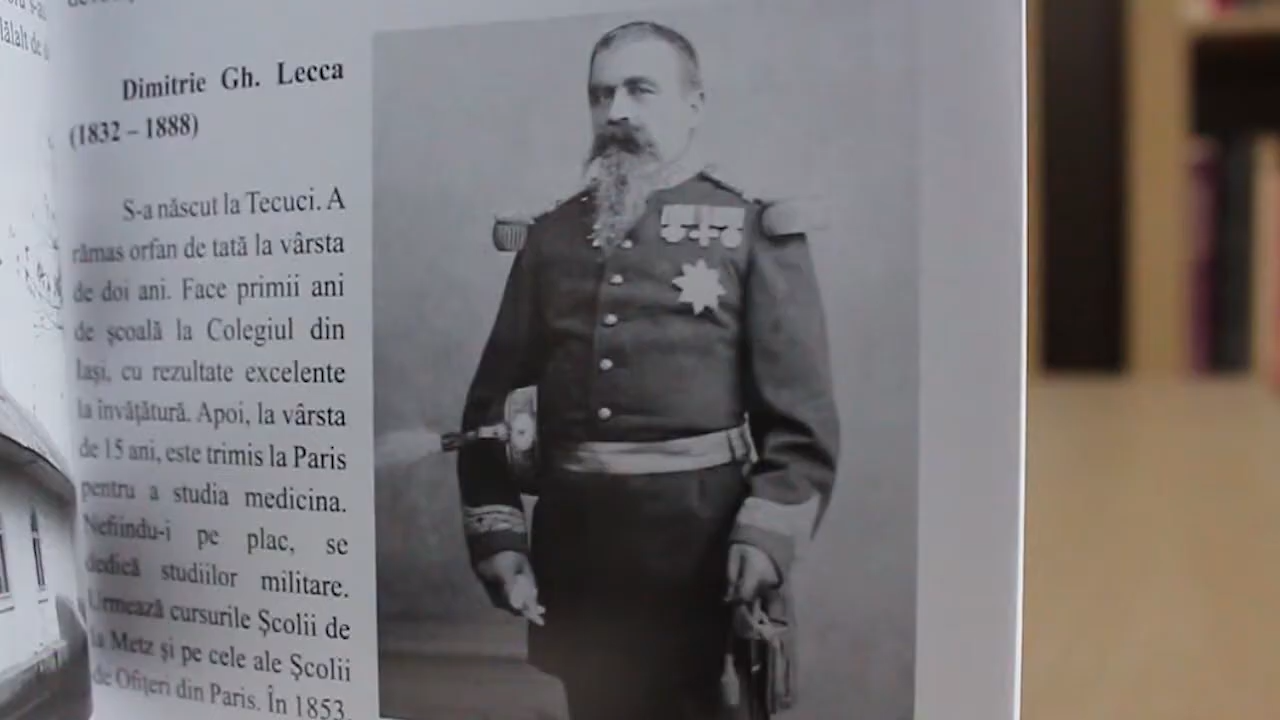 lălalt de
Dimitrie Gh. Lecca
(1832 – 1888)
S-a născut la Tecuci. A
rămas orfan de tată la vârsta
de doi ani. Face primii ani
de școală la Colegiul din
Iași, cu rezultate excelente
la învățătură. Apoi, la vârsta
de 15 ani, este trimis la Paris
pentru a studia medicina.
Nefiindu-i pe plac, se
dedică studiilor militare.
Urmează cursurile Școlii de
la Metz și pe cele ale Școlii
de Ofițeri din Paris. În 1853,